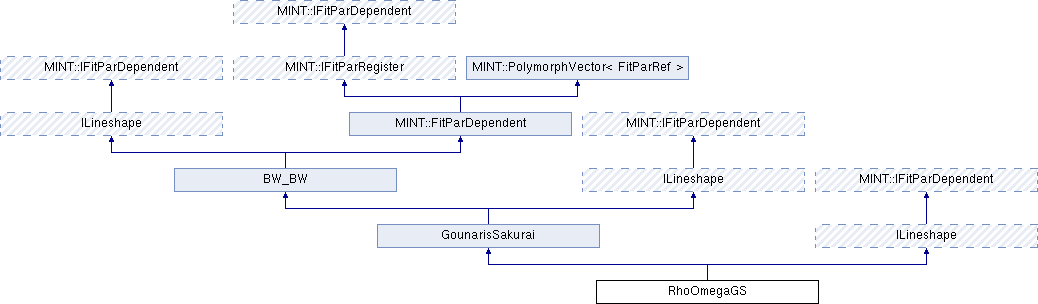 MINT::IFitParDependent
MINT::IFitParDependent
MINT::IFitParRegister
MINT::PolymorphVector< FitParRef >
ILineshape
MINT::FitParDependent
MINT::IFitParDependent
BW_BW
ILineshape
MINT::IFitParDependent
GounarisSakurai
ILineshape
RhoOmegaGS